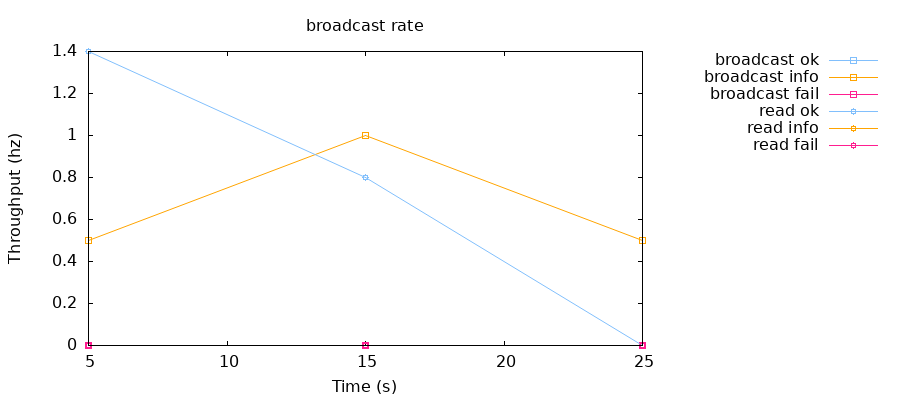 broadcast rate
1.4
1.2
1
0.8
0.6
0.4
0.2
0
5
10
15
20
25
Throughput (hz)
Time (s)
broadcast ok
broadcast info
broadcast fail
read ok
read info
read fail